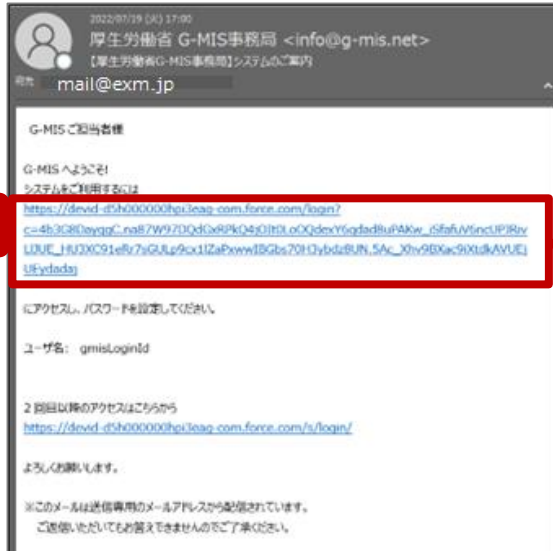 2022/07/19 (火) 17:00
厚生労働省 G-MIS事務局 <info@g-mis.net>
【厚生労働省G-MIS事務局】システムのご案内
宛先 mail@exm.jp
G-MIS ご担当者様
G-MIS へようこそ!
システムをご利用するには
https://devid-d5h000000hpi3eag-com.force.com/login?
にアクセスし、パスワードを設定してください。
ユーザ名: gmisLoginId
2 回目以降のアクセスはこちらから
https://devid-d5h000000hpi3eag-com.force.com/s/login/
よろしくお願いします。
※このメールは送信専用のメールアドレスから配信されています。
ご返信いただいてもお答えできませんのでご了承ください。